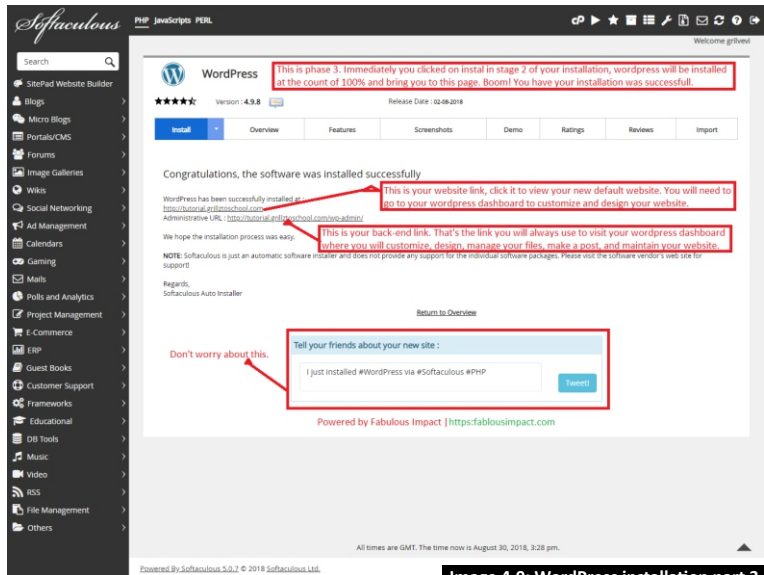 Softaculous
PHP JavaScripts PERL
Welcome grilvevi
Search
SitePad Website Builder
Blogs
Micro Blogs
Portals/CMS
Forums
Image Galleries
Wikis
Social Networking
Ad Management
Calendars
Gaming
Mails
Polls and Analytics
Project Management
E-Commerce
ERP
Guest Books
Customer Support
Frameworks
Educational
DB Tools
Music
Video
RSS
File Management
Others
WordPress
This is phase 3. Immediately you clicked on instal in stage 2 of your installation, wordpress will be installed
at the count of 100% and bring you to this page. Boom! You have your installation was successfull.
Version : 4.9.8
Release Date : 02-08-2018
Install Overview Features Screenshots Demo Ratings Reviews Import
Congratulations, the software was installed successfully
WordPress has been successfully installed at :
http://tutorial.grillztoschool.com
Administrative URL : http://tutorial.grillztoschool.com/wp-admin/
This is your website link, click it to view your new default website. You will need to
go to your wordpress dashboard to customize and design your website.
We hope the installation process was easy.
This is your back-end link. That's the link you will always use to visit your wordpress dashboard
where you will customize, design, manage your files, make a post, and maintain your website.
NOTE: Softaculous is just an automatic software installer and does not provide any support for the individual software packages. Please visit the software vendor's web site for
support!
Regards,
Softaculous Auto Installer
Return to Overview
Don't worry about this.
Tell your friends about your new site :
I just installed #WordPress via #Softaculous #PHP
Tweet!
Powered by Fabulous Impact |https:fablousimpact.com
All times are GMT. The time now is August 30, 2018, 3:28 pm.
Powered By Softaculous 5.0.7 © 2018 Softaculous Ltd.